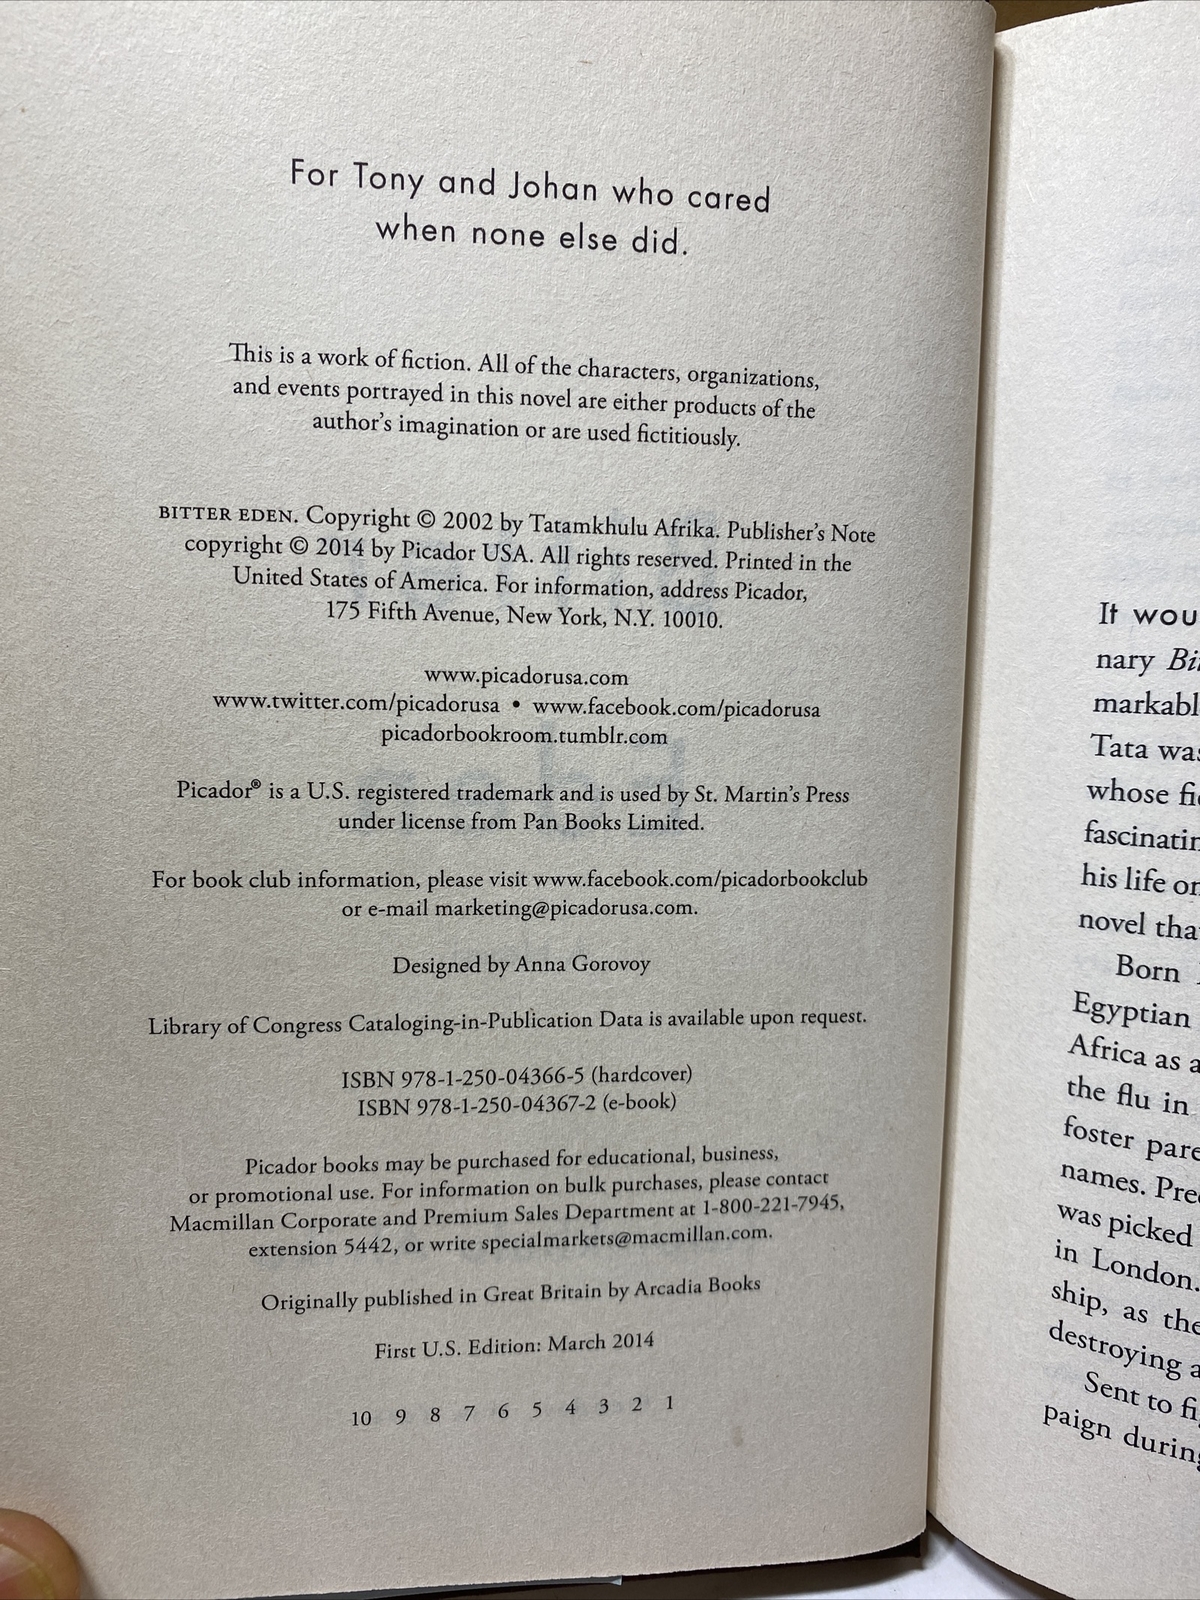 For Tony and Johan who cared
when none else did.
This is a work of fiction. All of the characters, organizations,
and events portrayed in this novel are either products of the
author's imagination or are used fictitiously.
BITTER EDEN. Copyright © 2002 by Tatamkhulu Afrika. Publisher's Note
copyright © 2014 by Picador USA. All rights reserved. Printed in the
United States of America. For information, address Picador,
175 Fifth Avenue, New York, N.Y. 10010.
www.picadorusa.com
www.twitter.com/picadorusa • www.facebook.com/picadorusa
picadorbookroom.tumblr.com
Picador® is a U.S. registered trademark and is used by St. Martin's Press
under license from Pan Books Limited.
For book club information, please visit www.facebook.com/picadorbookclub
or e-mail marketing@picadorusa.com.
Designed by Anna Gorovoy
Library of Congress Cataloging-in-Publication Data is available upon request.
ISBN 978-1-250-04366-5 (hardcover)
ISBN 978-1-250-04367-2 (e-book)
Picador books may be purchased for educational, business,
or promotional use. For information on bulk purchases, please contact
Macmillan Corporate and Premium Sales Department at 1-800-221-7945,
extension 5442, or write specialmarkets@macmillan.com.
Originally published in Great Britain by Arcadia Books
First U.S. Edition: March 2014
10 9 8 7 6 5 4 3 2 1
It WOU
nary Bi
markabl
Tata was
whose fi
fascinatin
his life on
novel tha
Born
Egyptian
Africa as a
the flu in
foster pare
names. Pre
was picked
in London.
ship, as the
destroying a
Sent to fi
paign during